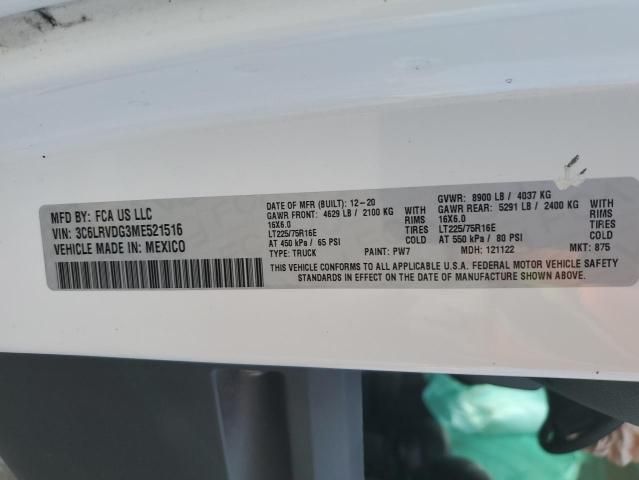 MFD BY: FCA US LLC
VIN: 3C6LRVDG3ME521516
VEHICLE MADE IN: MEXICO
DATE OF MFR (BUILT): 12-20
GAWR FRONT: 4629 LB / 2100 KG WITH
16X6.0 RIMS
LT225/75R16E TIRES
AT 450 kPa / 65 PSI COLD
TYPE: TRUCK PAINT: PW7
GVWR: 8900 LB / 4037 KG
GAWR REAR: 5291 LB / 2400 KG WITH
16X6.0 RIMS
LT225/75R16E TIRES
AT 550 kPa / 80 PSI COLD
MDH: 121122 MKT: 875
THIS VEHICLE CONFORMS TO ALL APPLICABLE U.S.A. FEDERAL MOTOR VEHICLE SAFETY
STANDARDS IN EFFECT ON THE DATE OF MANUFACTURE SHOWN ABOVE.